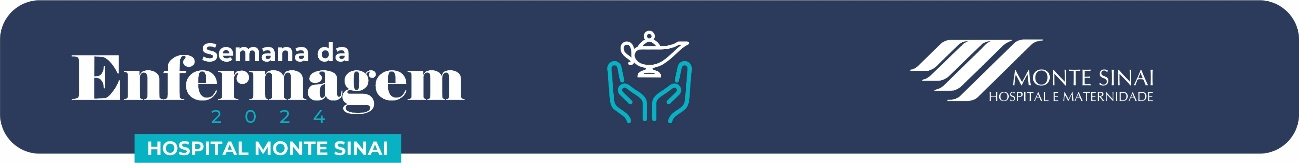 Semana da
Enfermagem
2 0 2 4
HOSPITAL MONTE SINAI
MONTE SINAI
HOSPITAL E MATERNIDADE